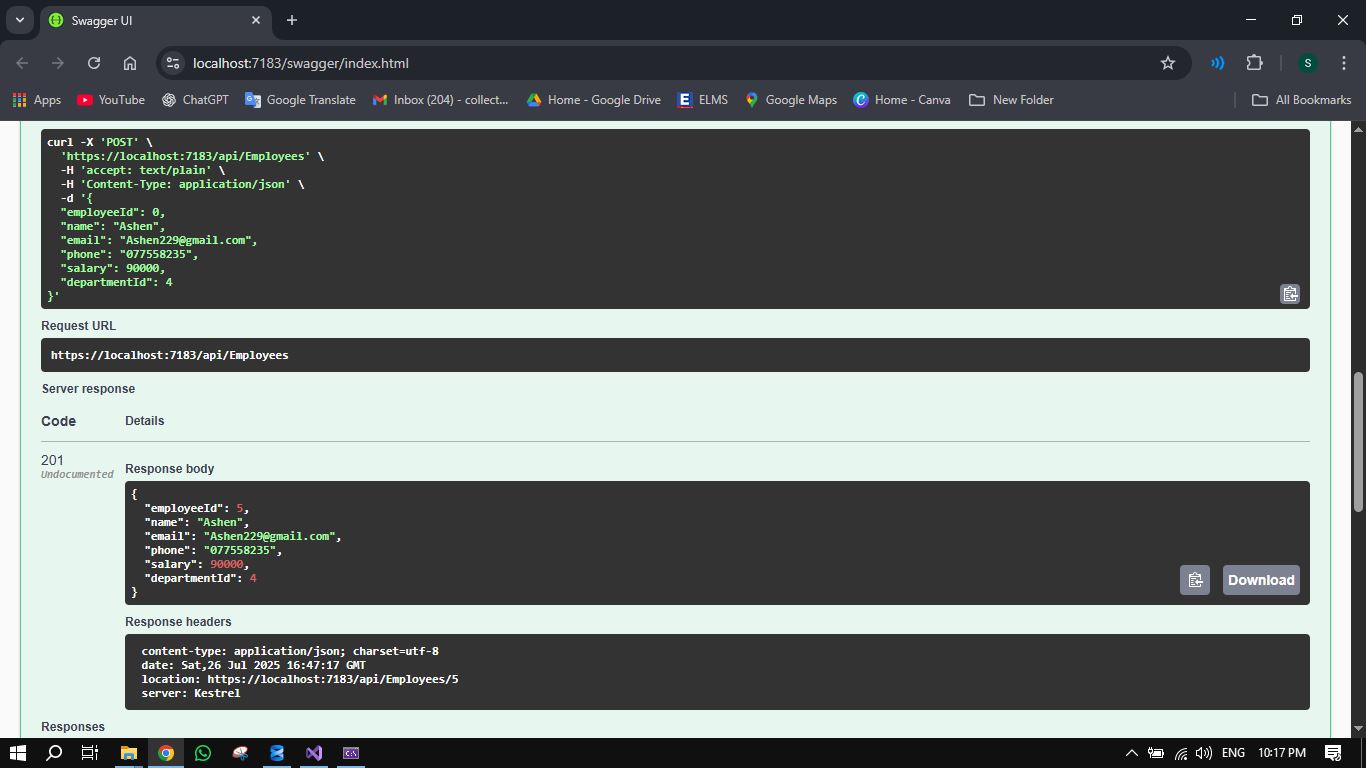 Swagger UI
localhost:7183/swagger/index.html
S
Apps YouTube ChatGPT Google Translate Inbox (204) - collect... Home - Google Drive ELMS Google Maps Home - Canva New Folder All Bookmarks
curl -X 'POST' \
'https://localhost:7183/api/Employees' \
-H 'accept: text/plain' \
-H 'Content-Type: application/json' \
-d '{
"employeeId": 0,
"name": "Ashen",
"email": "Ashen229@gmail.com",
"phone": "077558235",
"salary": 90000,
"departmentId": 4
}'
Request URL
https://localhost:7183/api/Employees
Server response
Code Details
201
Undocumented
Response body
{
"employeeId": 5,
"name": "Ashen",
"email": "Ashen229@gmail.com",
"phone": "077558235",
"salary": 90000,
"departmentId": 4
}
Download
Response headers
content-type: application/json; charset=utf-8
date: Sat,26 Jul 2025 16:47:17 GMT
location: https://localhost:7183/api/Employees/5
server: Kestrel
Responses
ENG 10:17 PM